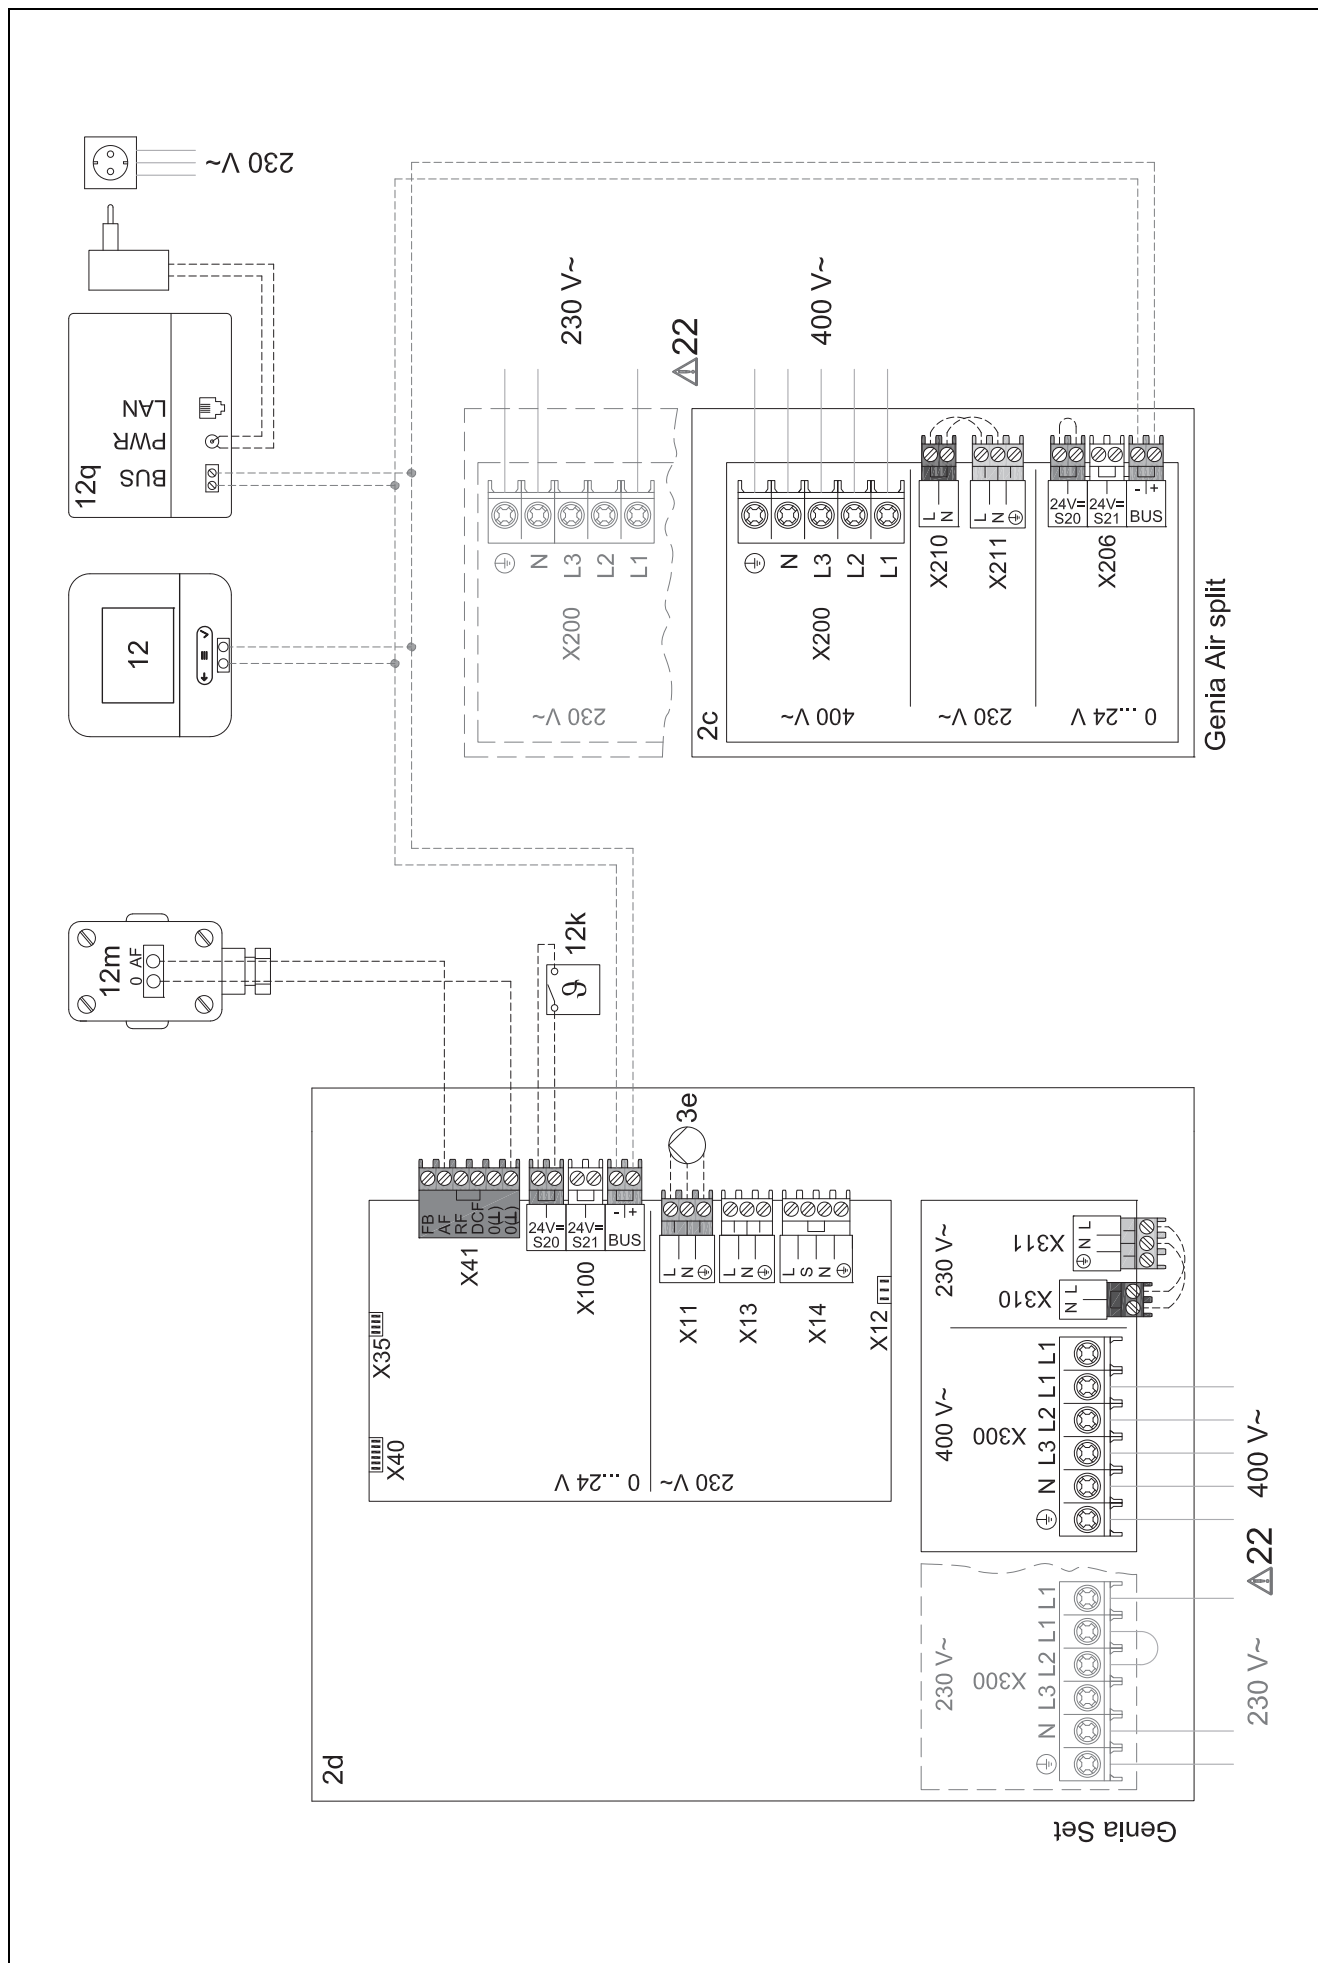 230 V~
12q
BUS
PWR
LAN
12
12m
0 AF
12k
ϑ
230 V~
⚠22
400 V~
X200
⏚
N
L3
L2
L1
230 V~
2c
X200
⏚
N
L3
L2
L1
400 V~
X210
L
N
X211
L
N
⏚
230 V~
X206
24V=
S20
24V=
S21
BUS
- +
0...24 V
Genia Air split
2d
X35
X40
X41
FB
AF
RF
DCF
0(⊥)
0(⊥)
X100
24V=
S20
24V=
S21
BUS
- +
0...24 V
230 V~
3e
X11
L
N
⏚
X13
L
N
⏚
X14
L
S
N
⏚
X12
230 V~
X311
⏚ N L
X310
N L
400 V~
X300
⏚ N L3 L2 L1 L1
400 V~
⚠22
230 V~
X300
⏚ N L3 L2 L1 L1
230 V~
Genia Set